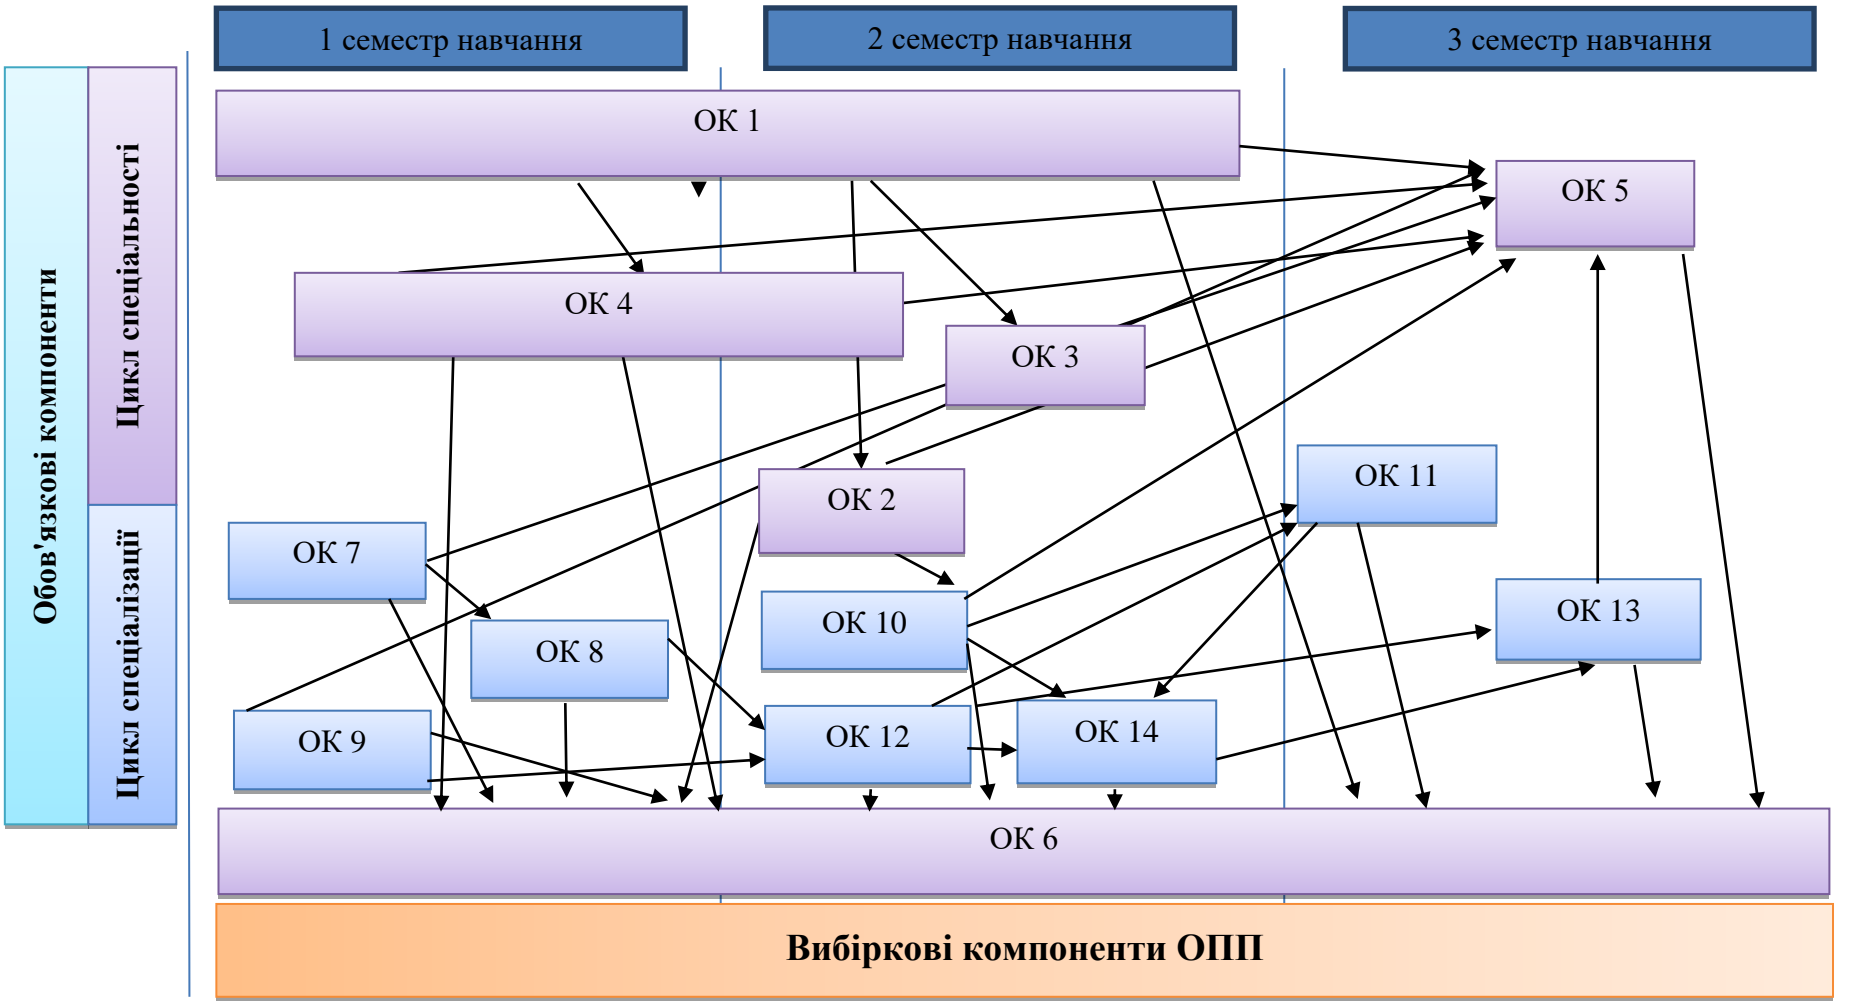 1 семестр навчання
2 семестр навчання
3 семестр навчання
Обов'язкові компоненти
Цикл спеціальності
Цикл спеціалізації
ОК 1
ОК 5
ОК 4
ОК 3
ОК 11
ОК 2
ОК 7
ОК 13
ОК 10
ОК 8
ОК 9
ОК 12
ОК 14
ОК 6
Вибіркові компоненти ОПП